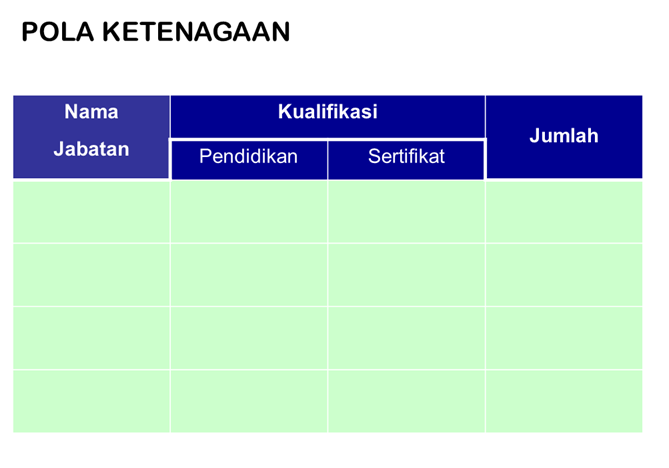 POLA KETENAGAAN
Nama
Jabatan
Kualifikasi
Jumlah
Pendidikan
Sertifikat